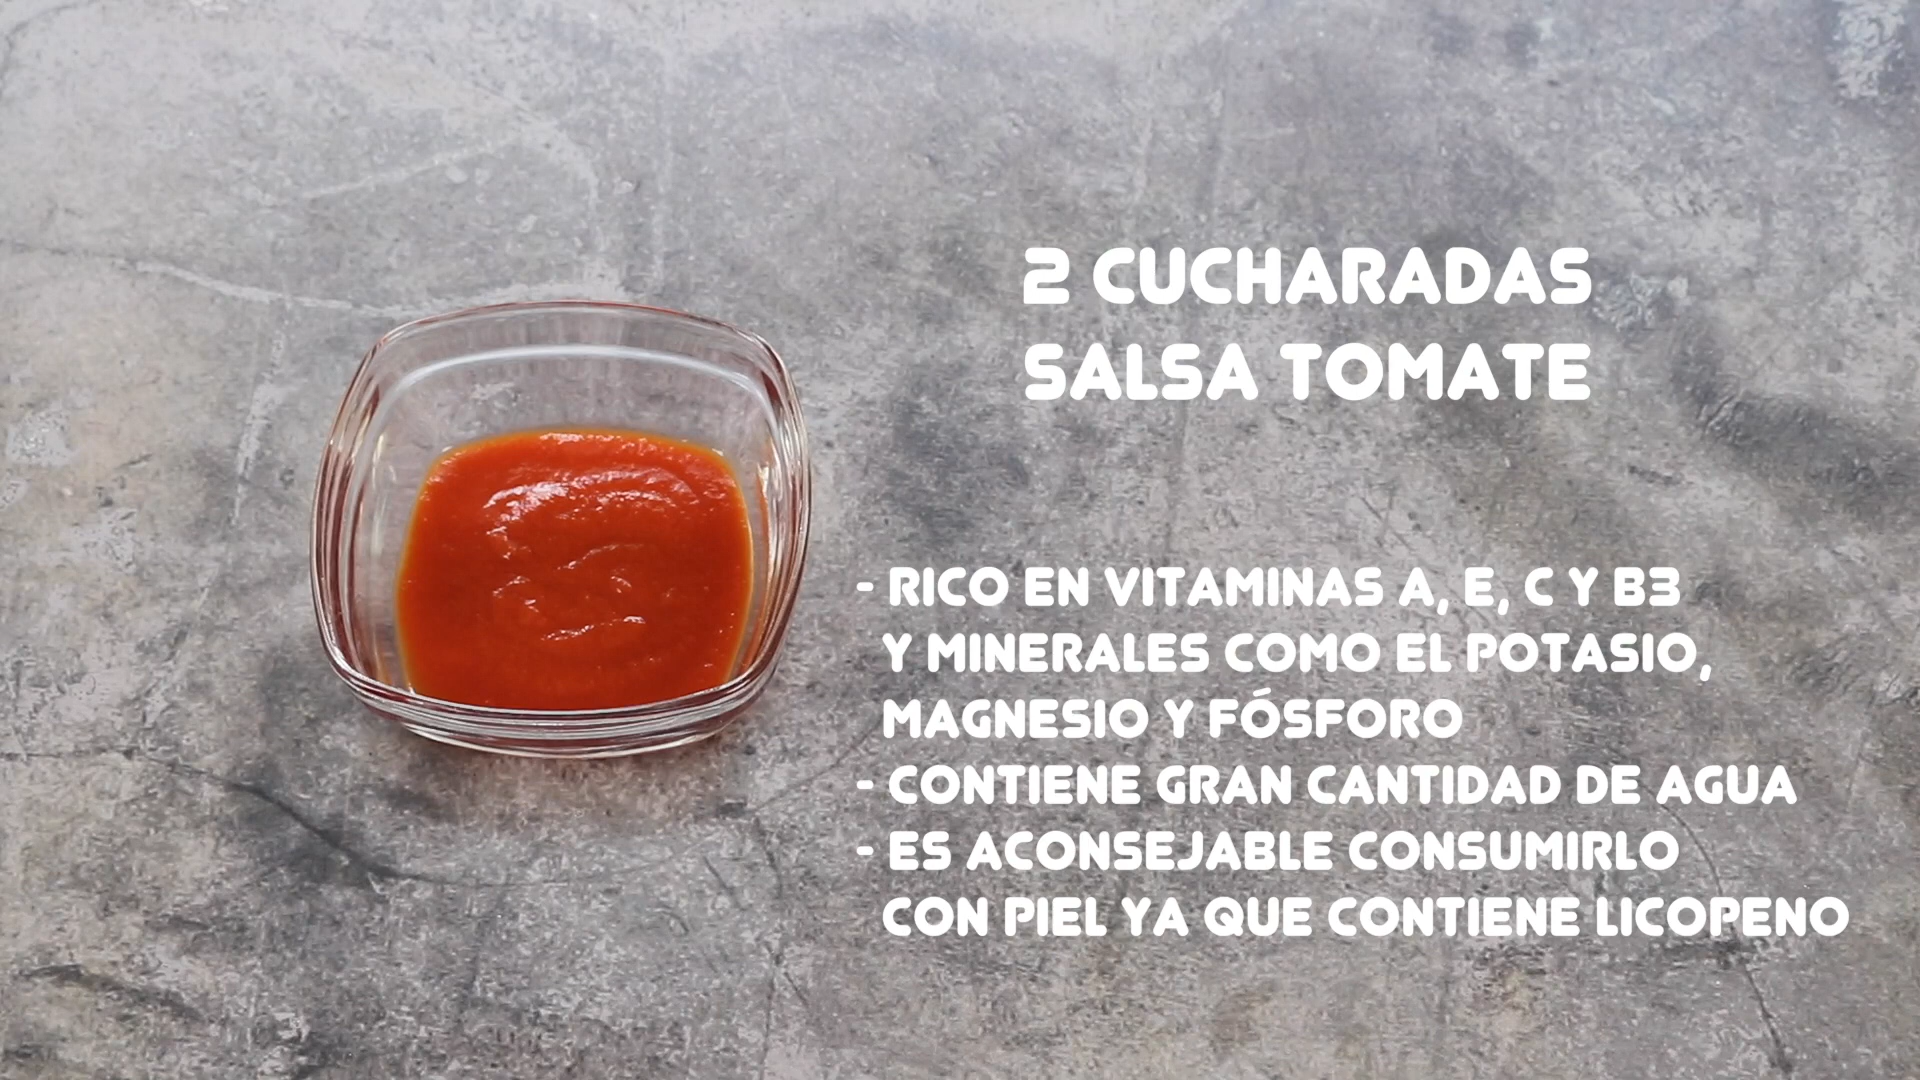 2 CUCHARADAS
SALSA TOMATE
- RICO EN VITAMINAS A, E, C Y B3
Y MINERALES COMO EL POTASIO,
MAGNESIO Y FÓSFORO
- CONTIENE GRAN CANTIDAD DE AGUA
- ES ACONSEJABLE CONSUMIRLO
CON PIEL YA QUE CONTIENE LICOPENO